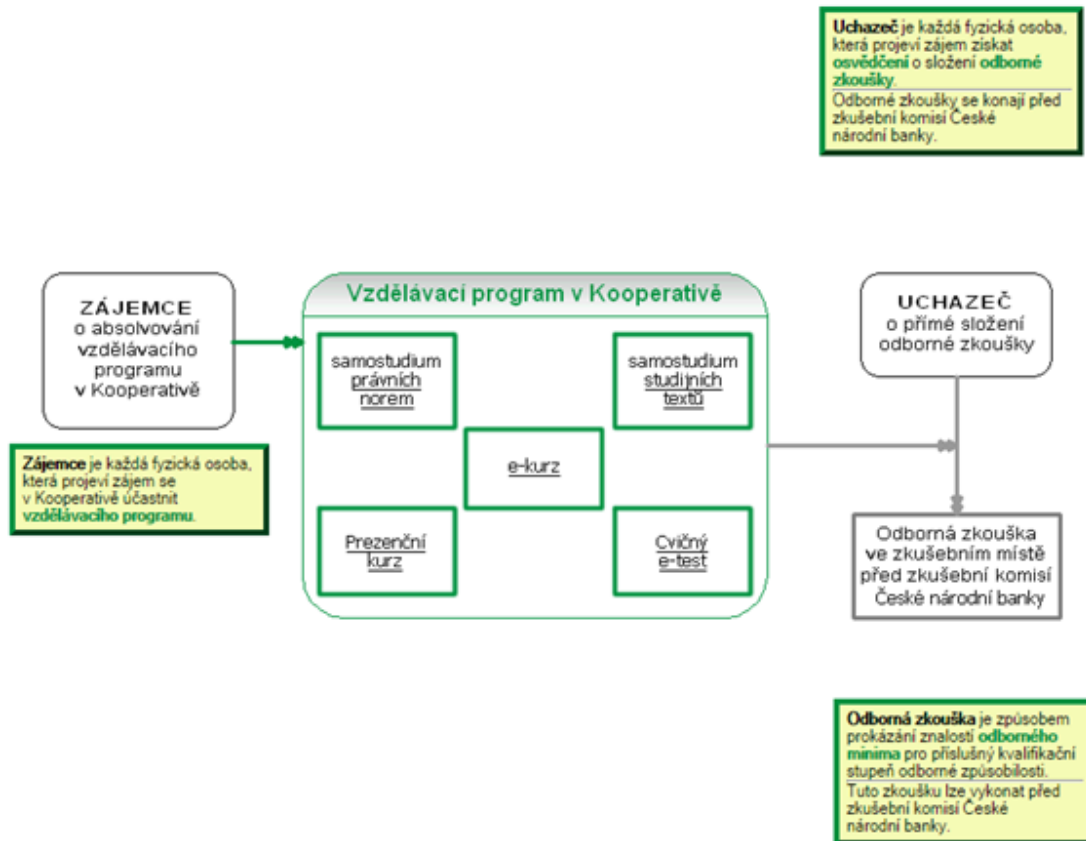 Uchazeč je každá fyzická osoba,
která projeví zájem získat
osvědčení o složení odborné
zkoušky.
Odborné zkoušky se konají před
zkušební komisí České
národní banky.
ZÁJEMCE
o absolvování
vzdělávacího
programu
v Kooperativě
Zájemce je každá fyzická osoba,
která projeví zájem se
v Kooperativě účastnit
vzdělávacího programu.
Vzdělávací program v Kooperativě
samostudium
právních
norem
samostudium
studijních
textů
e-kurz
Prezenční
kurz
Cvičný
e-test
UCHAZEČ
o přímé složení
odborné zkoušky
Odborná zkouška
ve zkušebním místě
před zkušební komisí
České národní banky
Odborná zkouška je způsobem
prokázání znalostí odborného
minima pro příslušný kvalifikační
stupeň odborné způsobilosti.
Tuto zkoušku lze vykonat před
zkušební komisí České
národní banky.